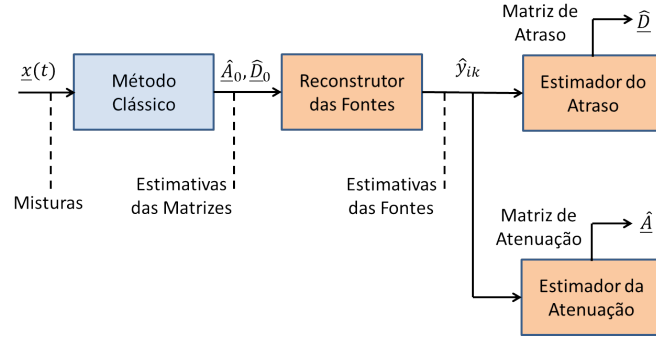 Matriz de
Atraso
D̂
x(t)
Método
Clássico
Â₀, D̂₀
Reconstrutor
das Fontes
ŷᵢₖ
Estimador do
Atraso
Misturas
Estimativas
das Matrizes
Estimativas
das Fontes
Matriz de
Atenuação
Â
Estimador da
Atenuação